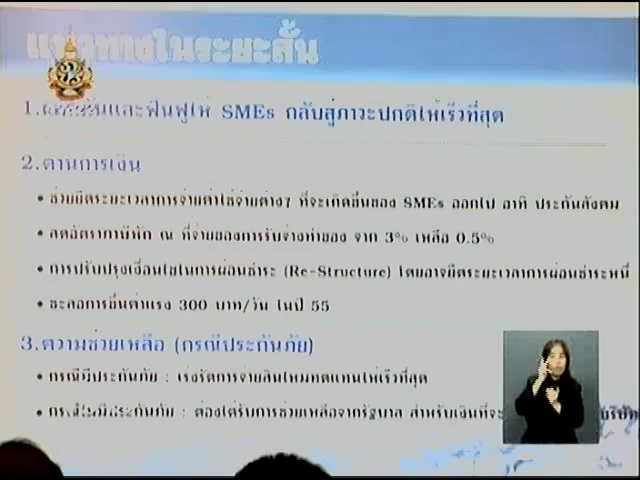 แนวทางในระยะสั้น
1. และฟื้นฟูให้ SMEs กลับสู่ภาวะปกติให้เร็วที่สุด
2.ด้านการเงิน
• ช่วยยืดระยะเวลาการจ่ายค่าใช้จ่ายต่างๆ ที่จะเกิดขึ้นของ SMEs ออกไป อาทิ ประกันสังคม
• ลดอัตราภาษีหัก ณ ที่จ่ายของการรับจ้างทำของ จาก 3% เหลือ 0.5%
• การปรับปรุงเงื่อนไขในการผ่อนชำระ (Re-Structure) โดยอาจยืดระยะเวลาการผ่อนชำระหนี้
• ชะลอการขึ้นค่าแรง 300 บาท/วัน ในปี 55
3.ความช่วยเหลือ (กรณีประกันภัย)
• กรณีมีประกันภัย : เร่งรัดการจ่ายสินไหมทดแทนให้เร็วที่สุด
• กรณีไม่มีประกันภัย : ต้องได้รับการช่วยเหลือจากรัฐบาล สำหรับเงินที่จะ บริษัท